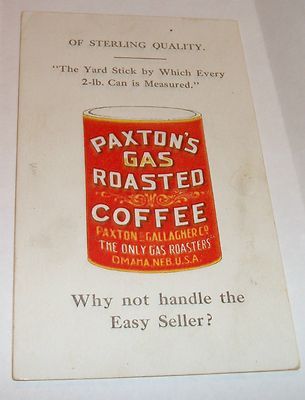 OF STERLING QUALITY.
"The Yard Stick by Which Every
2-lb. Can is Measured."
PAXTON'S
GAS
ROASTED
COFFEE
PAXTON AND GALLAGHER CO.
THE ONLY GAS ROASTERS
OMAHA, NEB. U.S.A.
Why not handle the
Easy Seller?